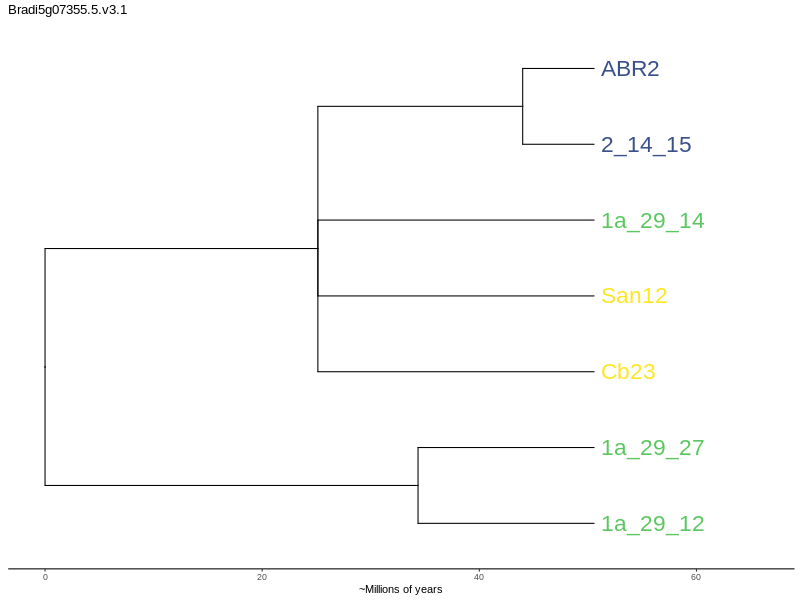 Bradi5g07355.5.v3.1
ABR2
2_14_15
1a_29_14
San12
Cb23
1a_29_27
1a_29_12
0 20 40 60
~Millions of years